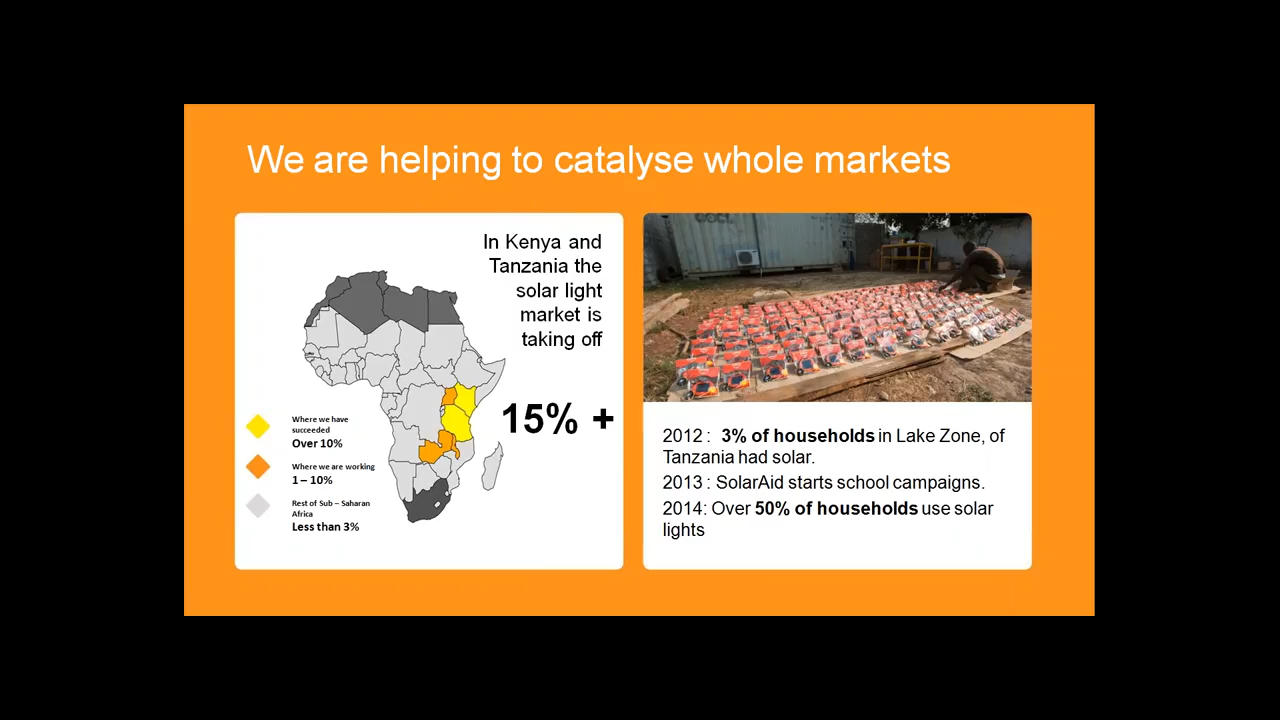 We are helping to catalyse whole markets
In Kenya and
Tanzania the
solar light
market is
taking off
15% +
Where we have
succeeded
Over 10%
Where we are working
1 – 10%
Rest of Sub – Saharan
Africa
Less than 3%
2012 : 3% of households in Lake Zone, of
Tanzania had solar.
2013 : SolarAid starts school campaigns.
2014: Over 50% of households use solar
lights